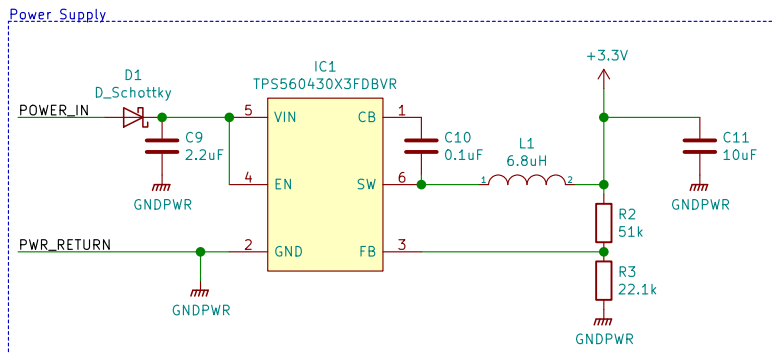 Power Supply
+3.3V
D1
D_Schottky
IC1
TPS560430X3FDBVR
POWER_IN
5
VIN
CB
1
C9
2.2uF
C10
0.1uF
L1
6.8uH
C11
10uF
4
EN
SW
6
1
2
GNDPWR
GNDPWR
R2
51k
PWR_RETURN
2
GND
FB
3
R3
22.1k
GNDPWR
GNDPWR